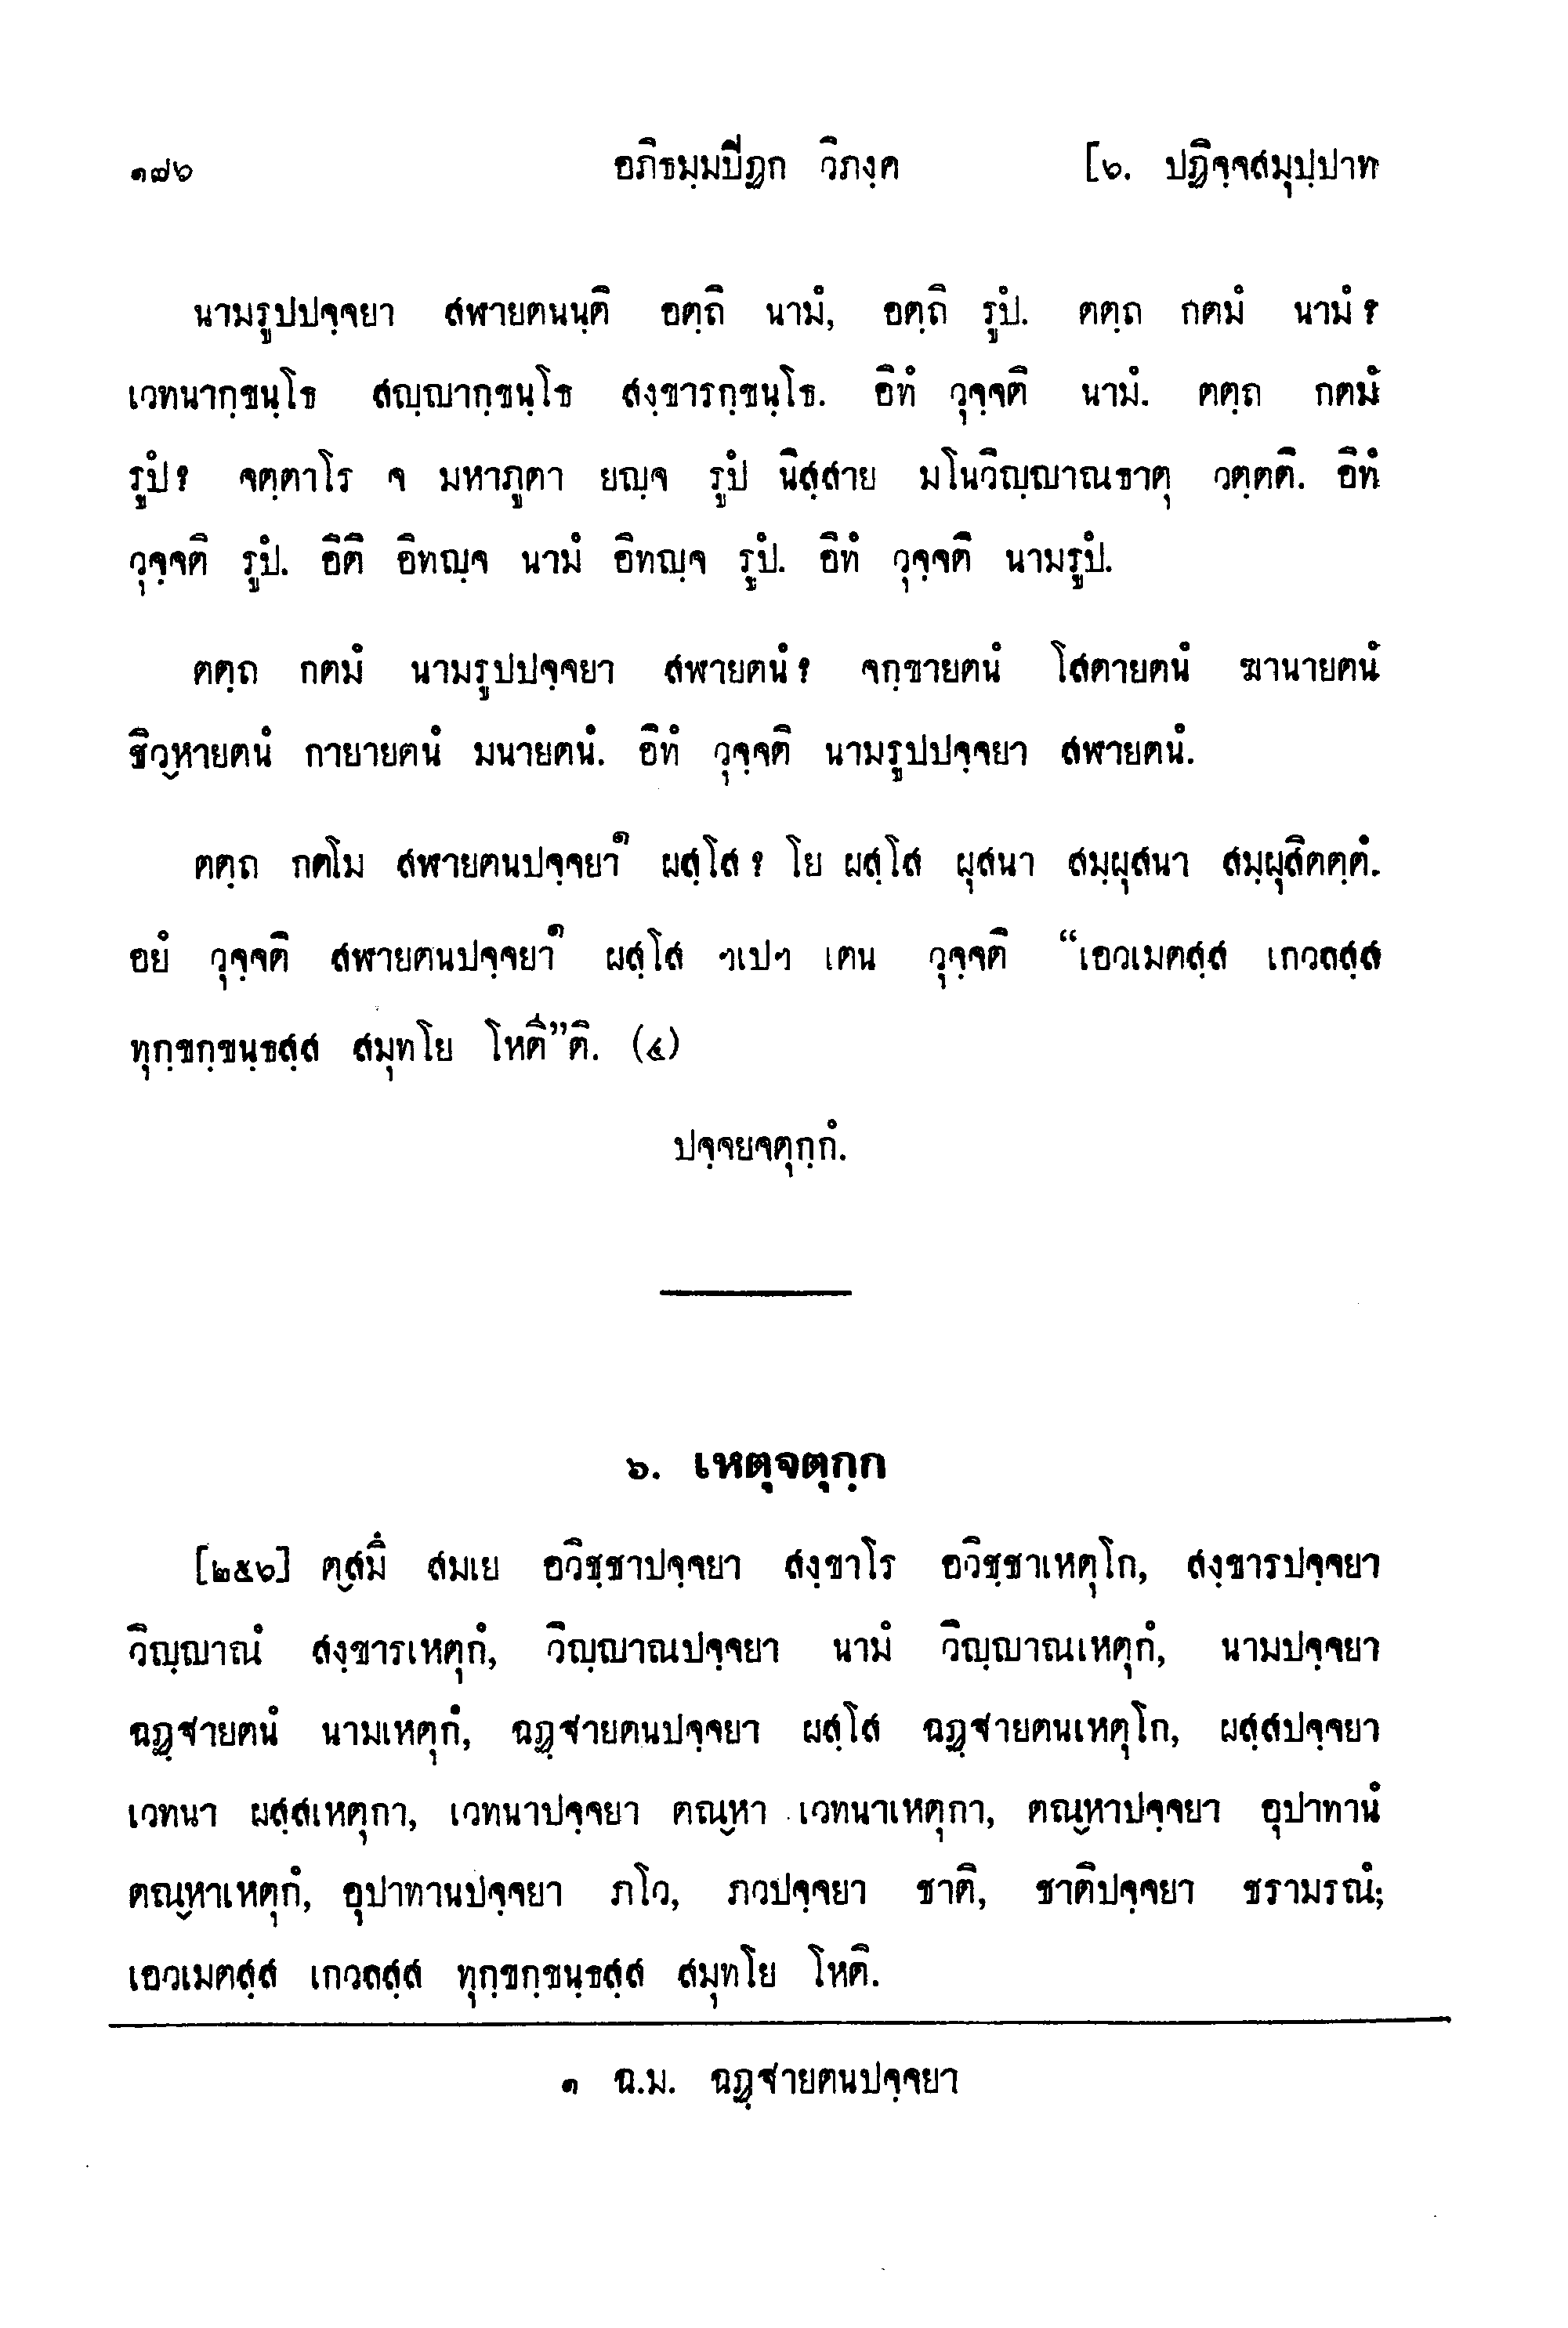 ๑๗๖ อภิธมฺมปิฏก วิภงฺค [๖. ปฏิจฺจสมุปฺปาท
นามรูปปจฺจยา สฬายตนนฺติ อตฺถิ นามํ, อตฺถิ รูปํ. ตตฺถ กตมํ นามํ ?
เวทนากฺขนฺโธ สญฺญากฺขนฺโธ สงฺขารกฺขนฺโธ. อิทํ วุจฺจติ นามํ. ตตฺถ กตมํ
รูปํ ? จตฺตาโร จ มหาภูตา ยญฺจ รูปํ นิสฺสาย มโนวิญฺญาณธาตุ วตฺตติ. อิทํ
วุจฺจติ รูปํ. อิติ อิทญฺจ นามํ อิทญฺจ รูปํ. อิทํ วุจฺจติ นามรูปํ.
ตตฺถ กตมํ นามรูปปจฺจยา สฬายตนํ ? จกฺขายตนํ โสตายตนํ ฆานายตนํ
ชิวฺหายตนํ กายายตนํ มนายตนํ. อิทํ วุจฺจติ นามรูปปจฺจยา สฬายตนํ.
ตตฺถ กตโม สฬายตนปจฺจยา๑ ผสฺโส ? โย ผสฺโส ผุสนา สมฺผุสนา สมฺผุสิตตฺตํ.
อยํ วุจฺจติ สฬายตนปจฺจยา๑ ผสฺโส ฯเปฯ เตน วุจฺจติ “เอวเมตสฺส เกวลสฺส
ทุกฺขกฺขนฺธสฺส สมุทโย โหตี”ติ. (๔)
ปจฺจยจตุกฺกํ.
๖. เหตุจตุกฺก
[๒๕๖] ตสฺมึ สมเย อวิชฺชาปจฺจยา สงฺขาโร อวิชฺชาเหตุโก, สงฺขารปจฺจยา
วิญฺญาณํ สงฺขารเหตุกํ, วิญฺญาณปจฺจยา นามํ วิญฺญาณเหตุกํ, นามปจฺจยา
ฉฏฺฐายตนํ นามเหตุกํ, ฉฏฺฐายตนปจฺจยา ผสฺโส ฉฏฺฐายตนเหตุโก, ผสฺสปจฺจยา
เวทนา ผสฺสเหตุกา, เวทนาปจฺจยา ตณฺหา เวทนาเหตุกา, ตณฺหาปจฺจยา อุปาทานํ
ตณฺหาเหตุกํ, อุปาทานปจฺจยา ภโว, ภวปจฺจยา ชาติ, ชาติปจฺจยา ชรามรณํ;
เอวเมตสฺส เกวลสฺส ทุกฺขกฺขนฺธสฺส สมุทโย โหติ.
๑ ฉ.ม. ฉฏฺฐายตนปจฺจยา